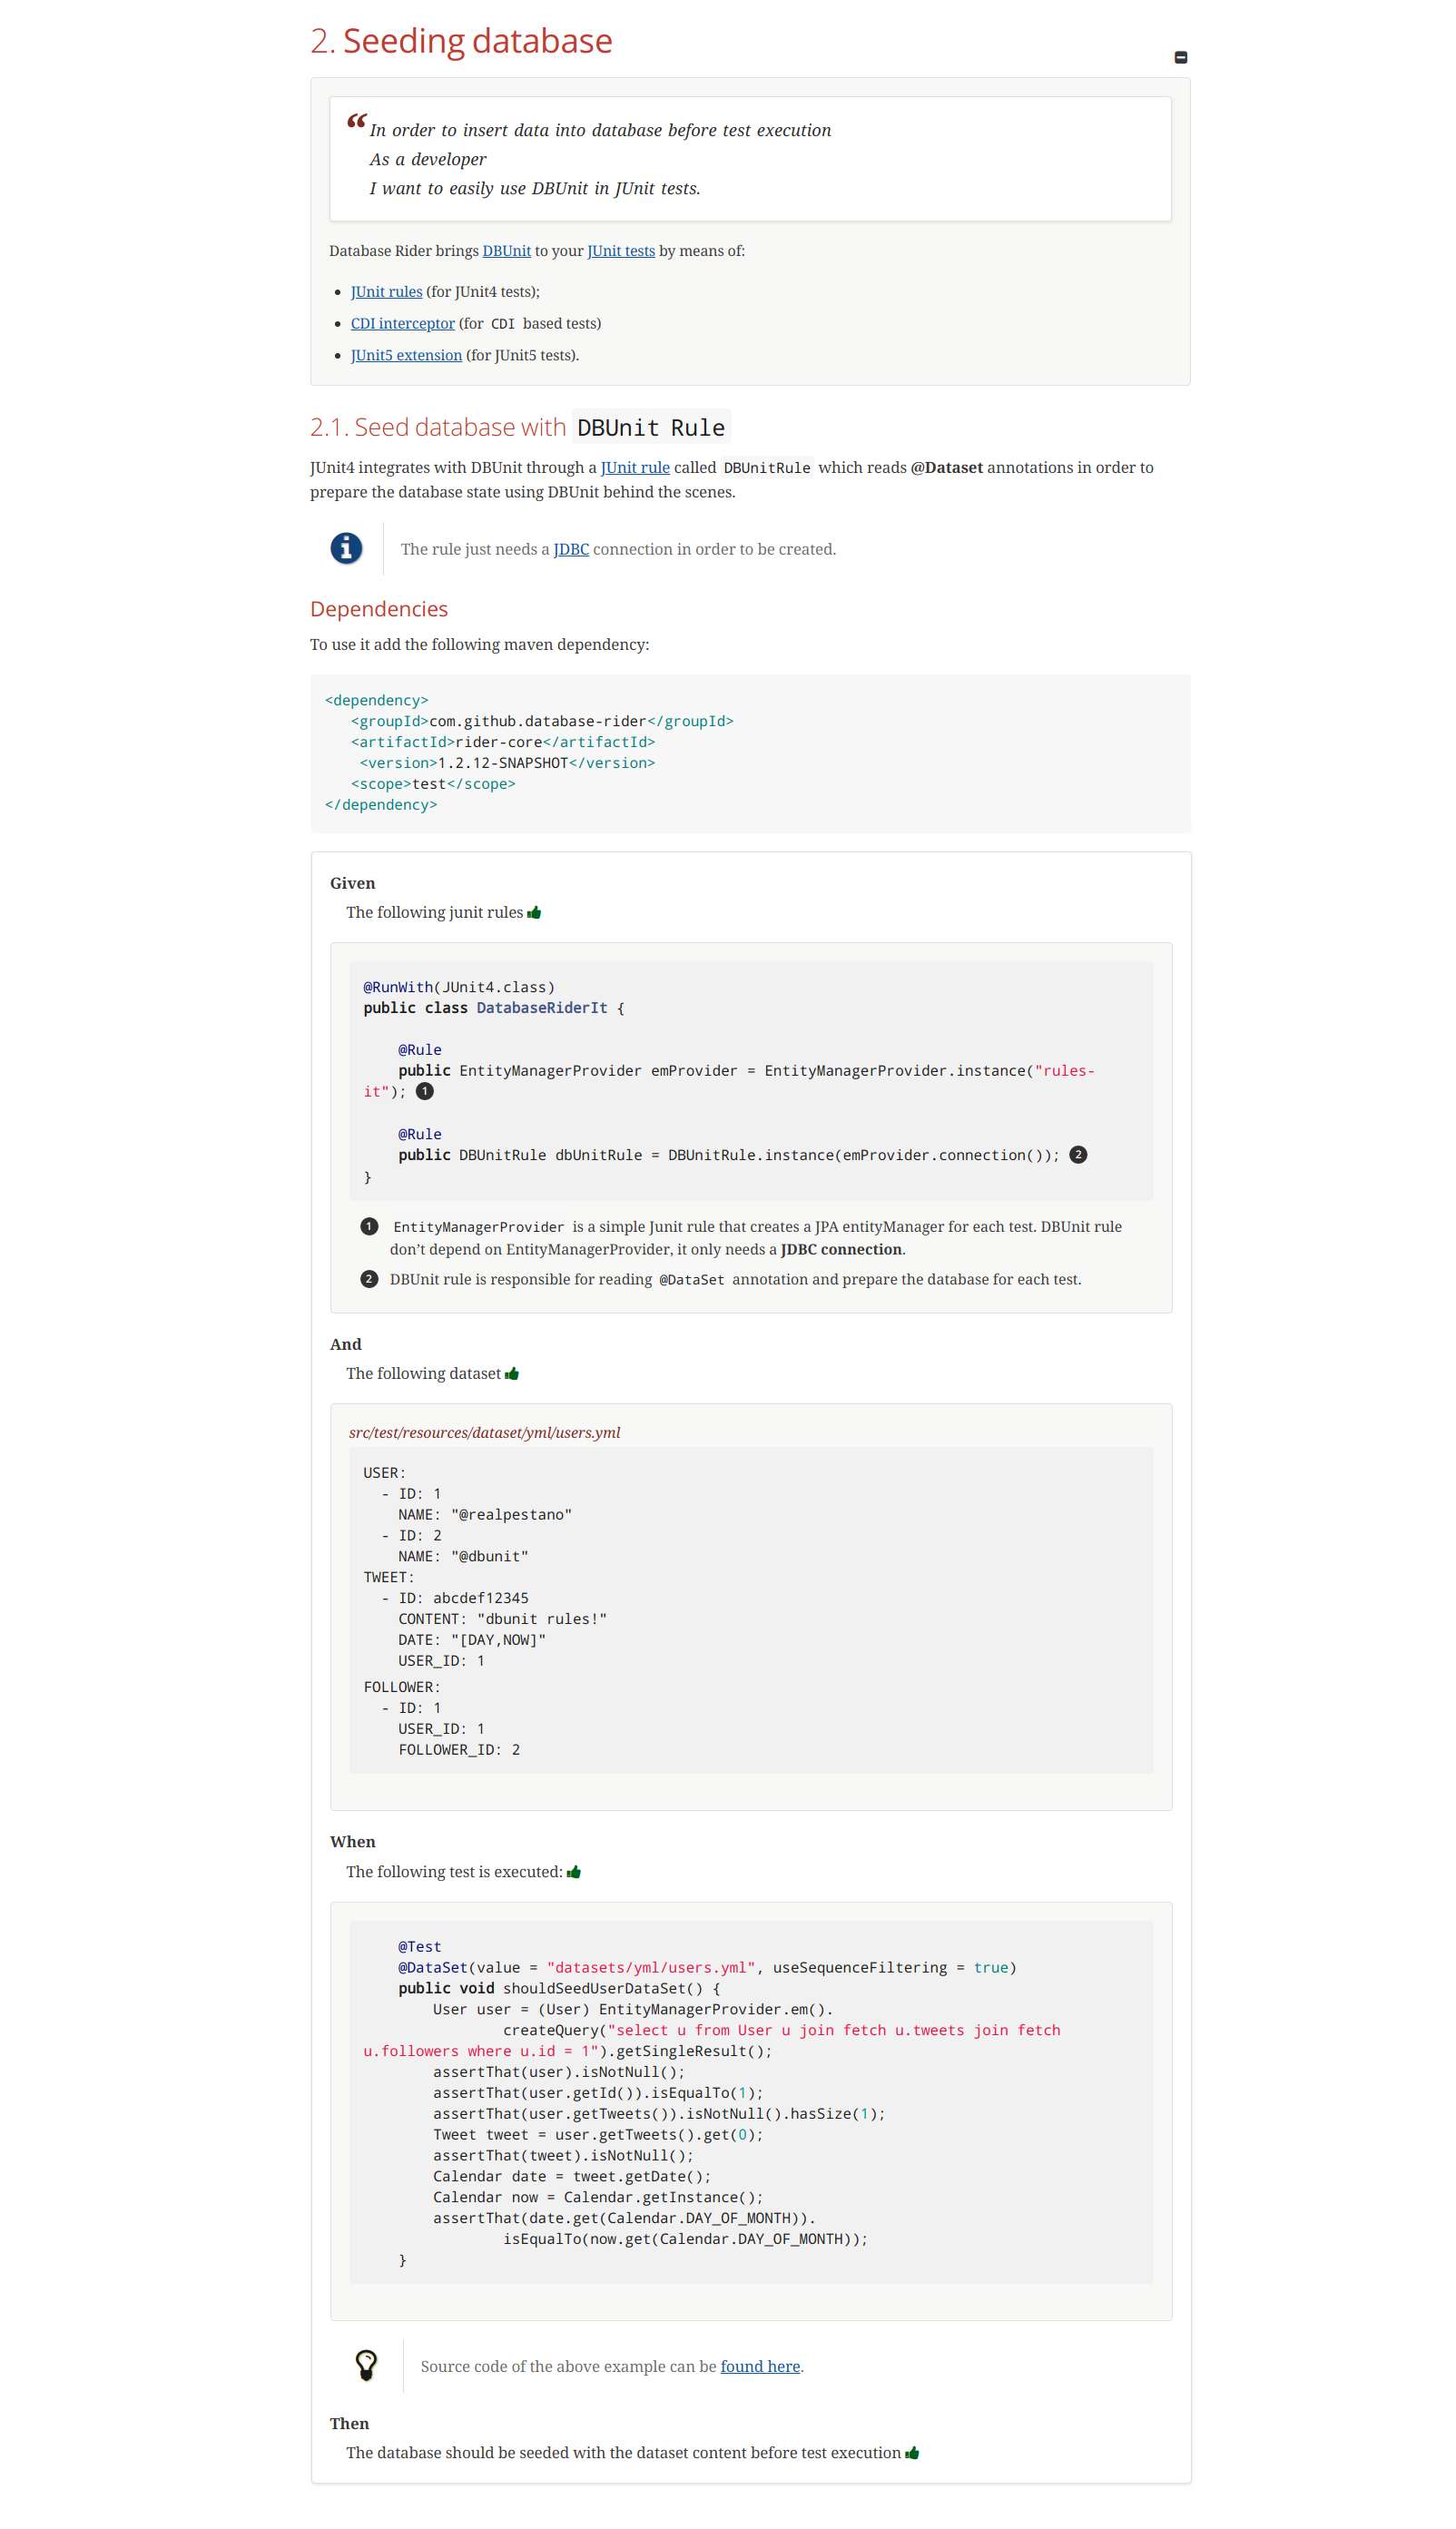 2. Seeding database
“ In order to insert data into database before test execution
As a developer
I want to easily use DBUnit in JUnit tests.
Database Rider brings DBUnit to your JUnit tests by means of:
• JUnit rules (for JUnit4 tests);
• CDI interceptor (for CDI based tests)
• JUnit5 extension (for JUnit5 tests).
2.1. Seed database with DBUnit Rule
JUnit4 integrates with DBUnit through a JUnit rule called DBUnitRule which reads @Dataset annotations in order to
prepare the database state using DBUnit behind the scenes.
The rule just needs a JDBC connection in order to be created.
Dependencies
To use it add the following maven dependency:
<dependency>
   <groupId>com.github.database-rider</groupId>
   <artifactId>rider-core</artifactId>
    <version>1.2.12-SNAPSHOT</version>
   <scope>test</scope>
</dependency>
Given
The following junit rules
@RunWith(JUnit4.class)
public class DatabaseRiderIt {
    @Rule
    public EntityManagerProvider emProvider = EntityManagerProvider.instance("rules-
it"); 1
    @Rule
    public DBUnitRule dbUnitRule = DBUnitRule.instance(emProvider.connection()); 2
}
1 EntityManagerProvider is a simple Junit rule that creates a JPA entityManager for each test. DBUnit rule
don’t depend on EntityManagerProvider, it only needs a JDBC connection.
2 DBUnit rule is responsible for reading @DataSet annotation and prepare the database for each test.
And
The following dataset
src/test/resources/dataset/yml/users.yml
USER:
  - ID: 1
    NAME: "@realpestano"
  - ID: 2
    NAME: "@dbunit"
TWEET:
  - ID: abcdef12345
    CONTENT: "dbunit rules!"
    DATE: "[DAY,NOW]"
    USER_ID: 1
FOLLOWER:
  - ID: 1
    USER_ID: 1
    FOLLOWER_ID: 2
When
The following test is executed:
    @Test
    @DataSet(value = "datasets/yml/users.yml", useSequenceFiltering = true)
    public void shouldSeedUserDataSet() {
        User user = (User) EntityManagerProvider.em().
                createQuery("select u from User u join fetch u.tweets join fetch
u.followers where u.id = 1").getSingleResult();
        assertThat(user).isNotNull();
        assertThat(user.getId()).isEqualTo(1);
        assertThat(user.getTweets()).isNotNull().hasSize(1);
        Tweet tweet = user.getTweets().get(0);
        assertThat(tweet).isNotNull();
        Calendar date = tweet.getDate();
        Calendar now = Calendar.getInstance();
        assertThat(date.get(Calendar.DAY_OF_MONTH)).
                isEqualTo(now.get(Calendar.DAY_OF_MONTH));
    }
Source code of the above example can be found here.
Then
The database should be seeded with the dataset content before test execution